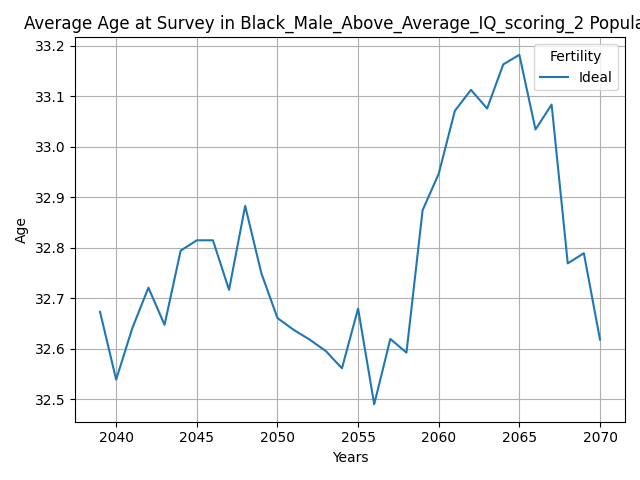 Average Age at Survey in Black_Male_Above_Average_IQ_scoring_2 Popula
33.2
33.1
33.0
32.9
32.8
32.7
32.6
32.5
Age
Fertility
Ideal
2040 2045 2050 2055 2060 2065 2070
Years